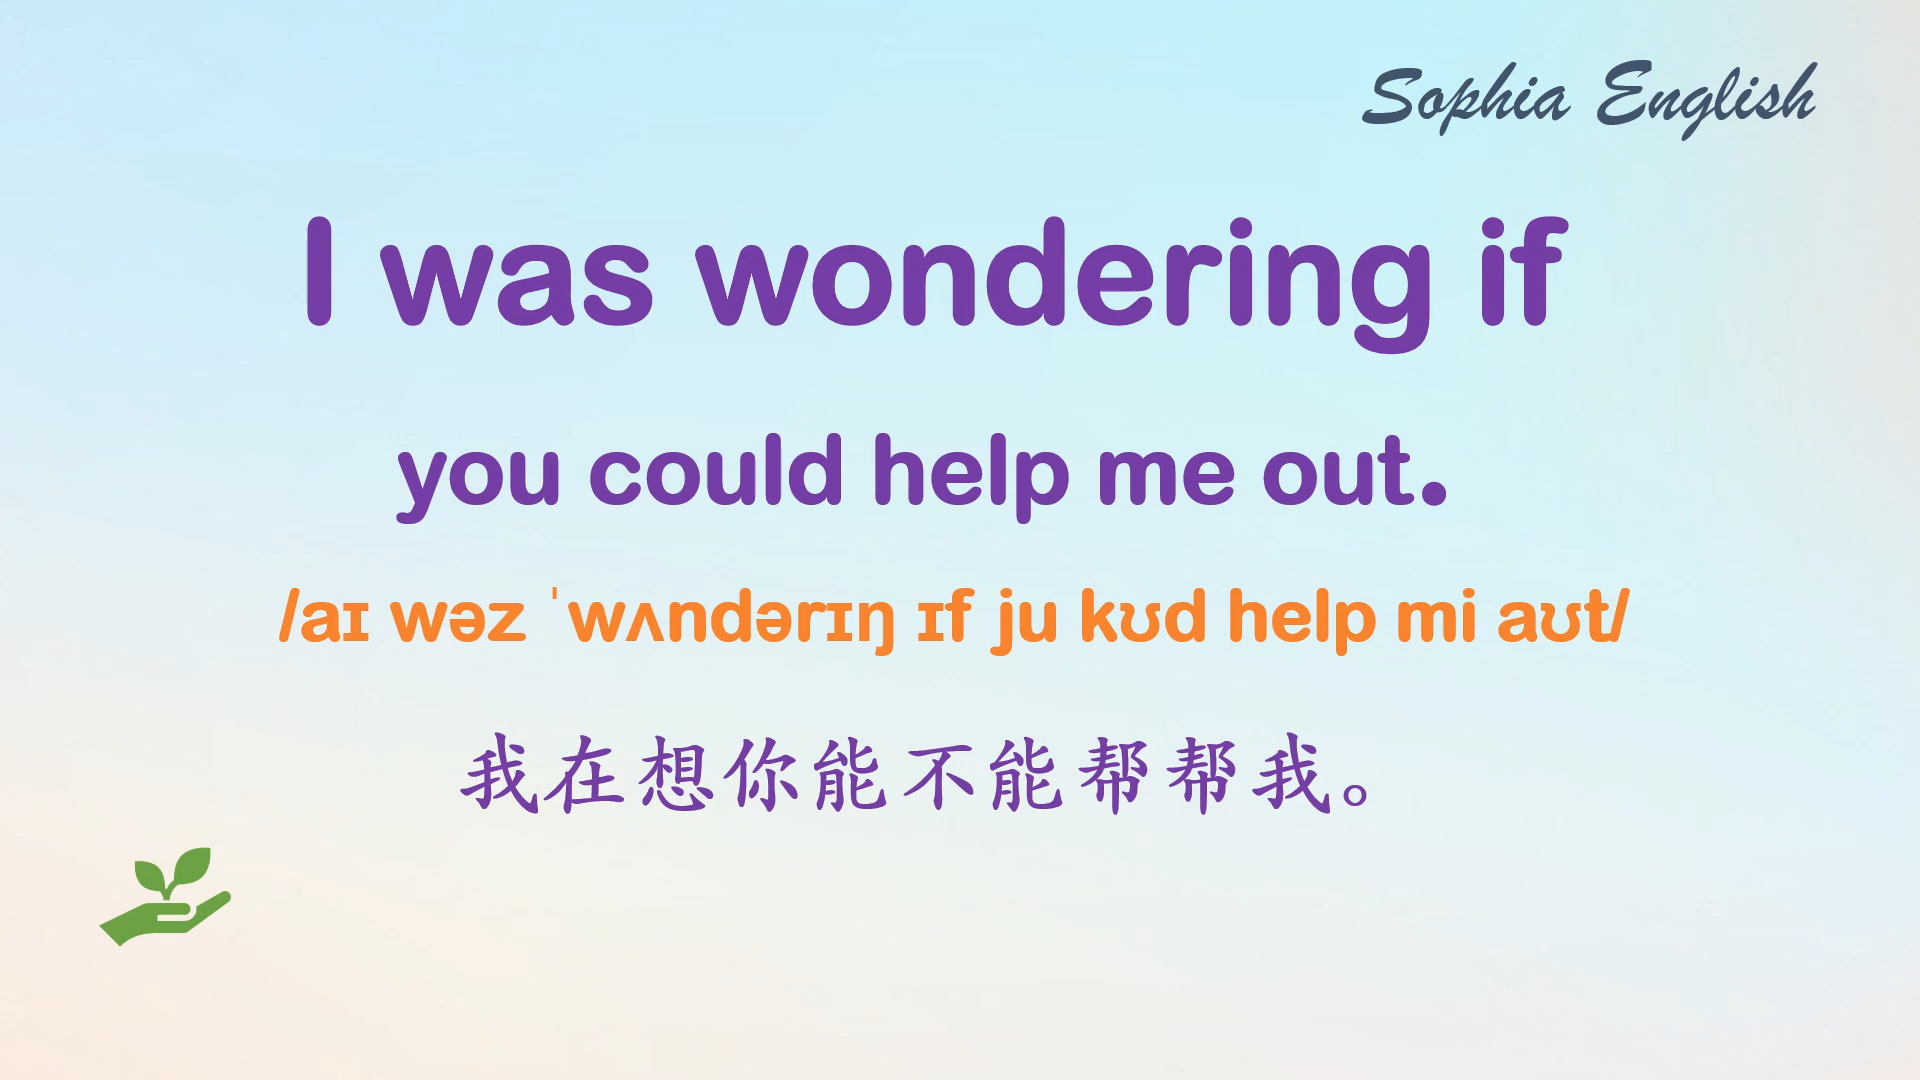 Sophia English
I was wondering if
you could help me out.
/aɪ wəz ˈwʌndərɪŋ ɪf ju kʊd help mi aʊt/
我在想你能不能帮帮我。